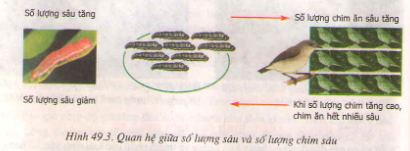 Số lượng sâu tăng
Số lượng chim ăn sâu tăng
Số lượng sâu giảm
Khi số lượng chim tăng cao,
chim ăn hết nhiều sâu
Hình 49.3. Quan hệ giữa số lượng sâu và số lượng chim sâu